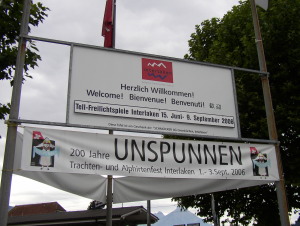 Herzlich Willkommen!
Welcome! Bienvenue! Benvenuti!
Tell-Freilichtspiele Interlaken 15. Juni- 9. September 2006
200 Jahre UNSPUNNEN
Trachten- und Alphirtenfest Interlaken 1.- 3.Sept. 2006